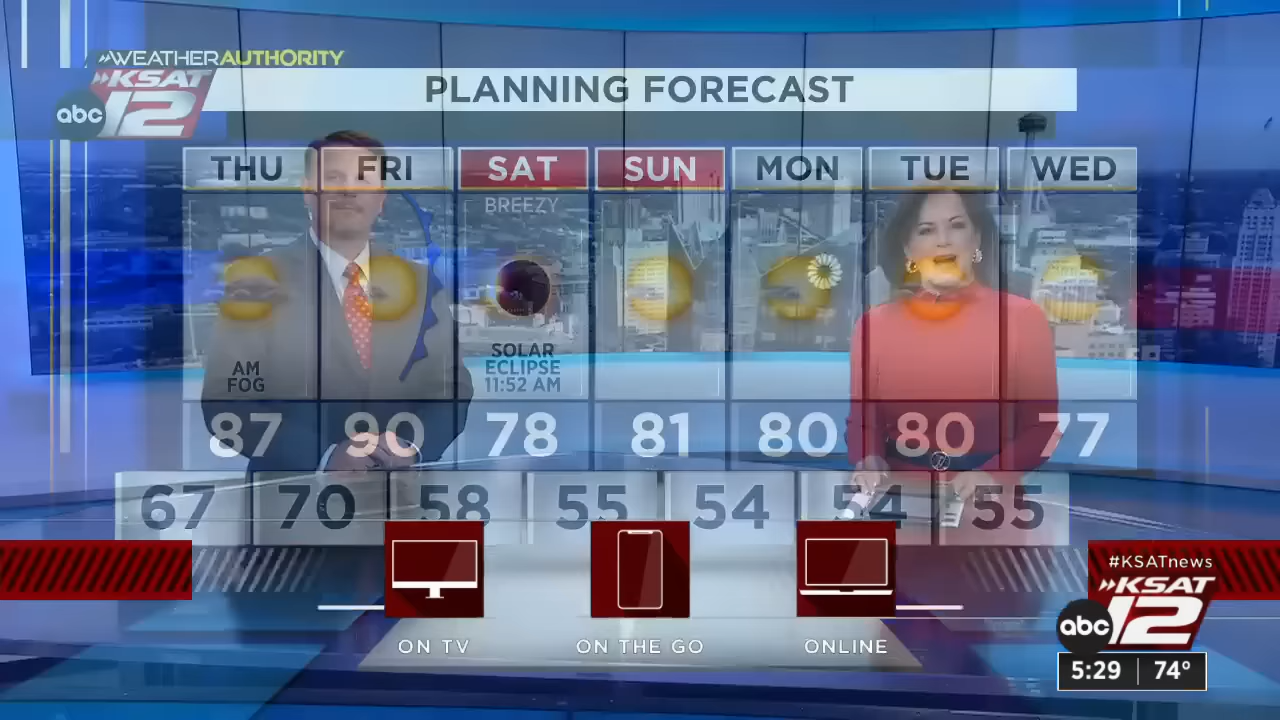 WEATHERAUTHORITY
KSAT
abc 12
PLANNING FORECAST
THU FRI SAT SUN MON TUE WED
BREEZY
AM
FOG
SOLAR
ECLIPSE
11:52 AM
87 90 78 81 80 80 77
67 70 58 55 54 54 55
ON TV ON THE GO ONLINE
#KSATnews
KSAT
abc 12
5:29 74°